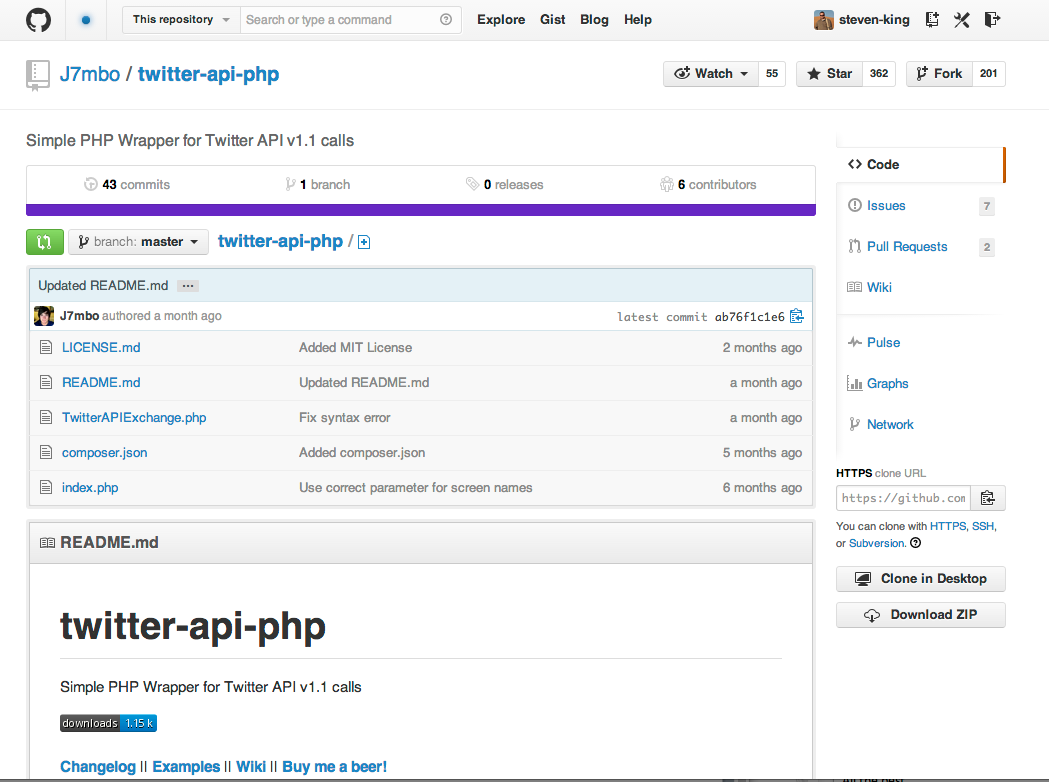 This repository Search or type a command Explore Gist Blog Help steven-king
J7mbo / twitter-api-php Watch 55 Star 362 Fork 201
Simple PHP Wrapper for Twitter API v1.1 calls
43 commits 1 branch 0 releases 6 contributors
branch: master twitter-api-php /
Updated README.md ...
J7mbo authored a month ago latest commit ab76f1c1e6
LICENSE.md Added MIT License 2 months ago
README.md Updated README.md a month ago
TwitterAPIExchange.php Fix syntax error a month ago
composer.json Added composer.json 5 months ago
index.php Use correct parameter for screen names 6 months ago
README.md
twitter-api-php
Simple PHP Wrapper for Twitter API v1.1 calls
downloads 1.15 k
Changelog || Examples || Wiki || Buy me a beer!
Code
Issues 7
Pull Requests 2
Wiki
Pulse
Graphs
Network
HTTPS clone URL
https://github.com
You can clone with HTTPS, SSH,
or Subversion.
Clone in Desktop
Download ZIP